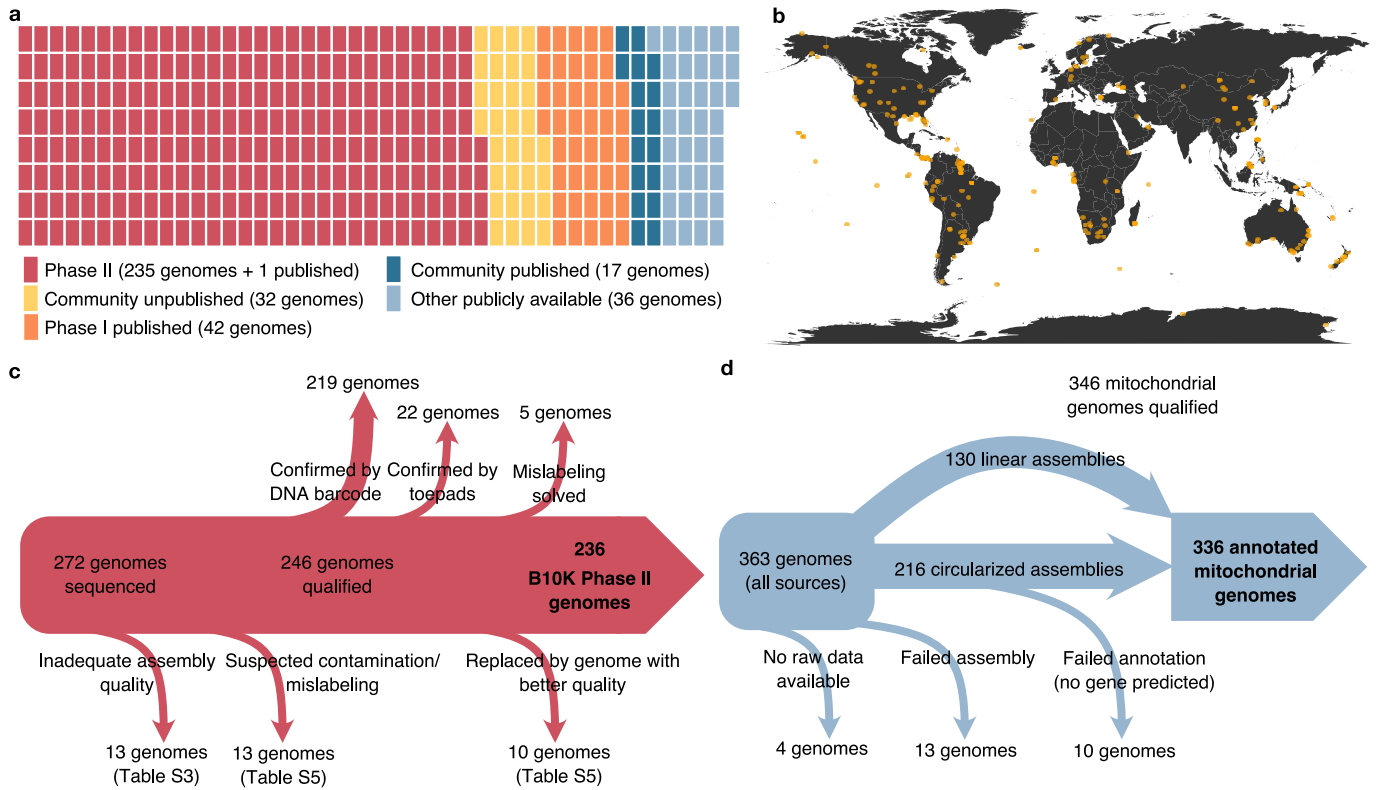 a
Phase II (235 genomes + 1 published)
Community unpublished (32 genomes)
Phase I published (42 genomes)
Community published (17 genomes)
Other publicly available (36 genomes)
b
c
219 genomes
22 genomes
5 genomes
Confirmed by
DNA barcode
Confirmed by
toepads
Mislabeling
solved
272 genomes
sequenced
246 genomes
qualified
236
B10K Phase II
genomes
Inadequate assembly
quality
Suspected contamination/
mislabeling
Replaced by genome with
better quality
13 genomes
(Table S3)
13 genomes
(Table S5)
10 genomes
(Table S5)
d
346 mitochondrial
genomes qualified
130 linear assemblies
363 genomes
(all sources)
216 circularized assemblies
336 annotated
mitochondrial
genomes
No raw data
available
Failed assembly
Failed annotation
(no gene predicted)
4 genomes
13 genomes
10 genomes